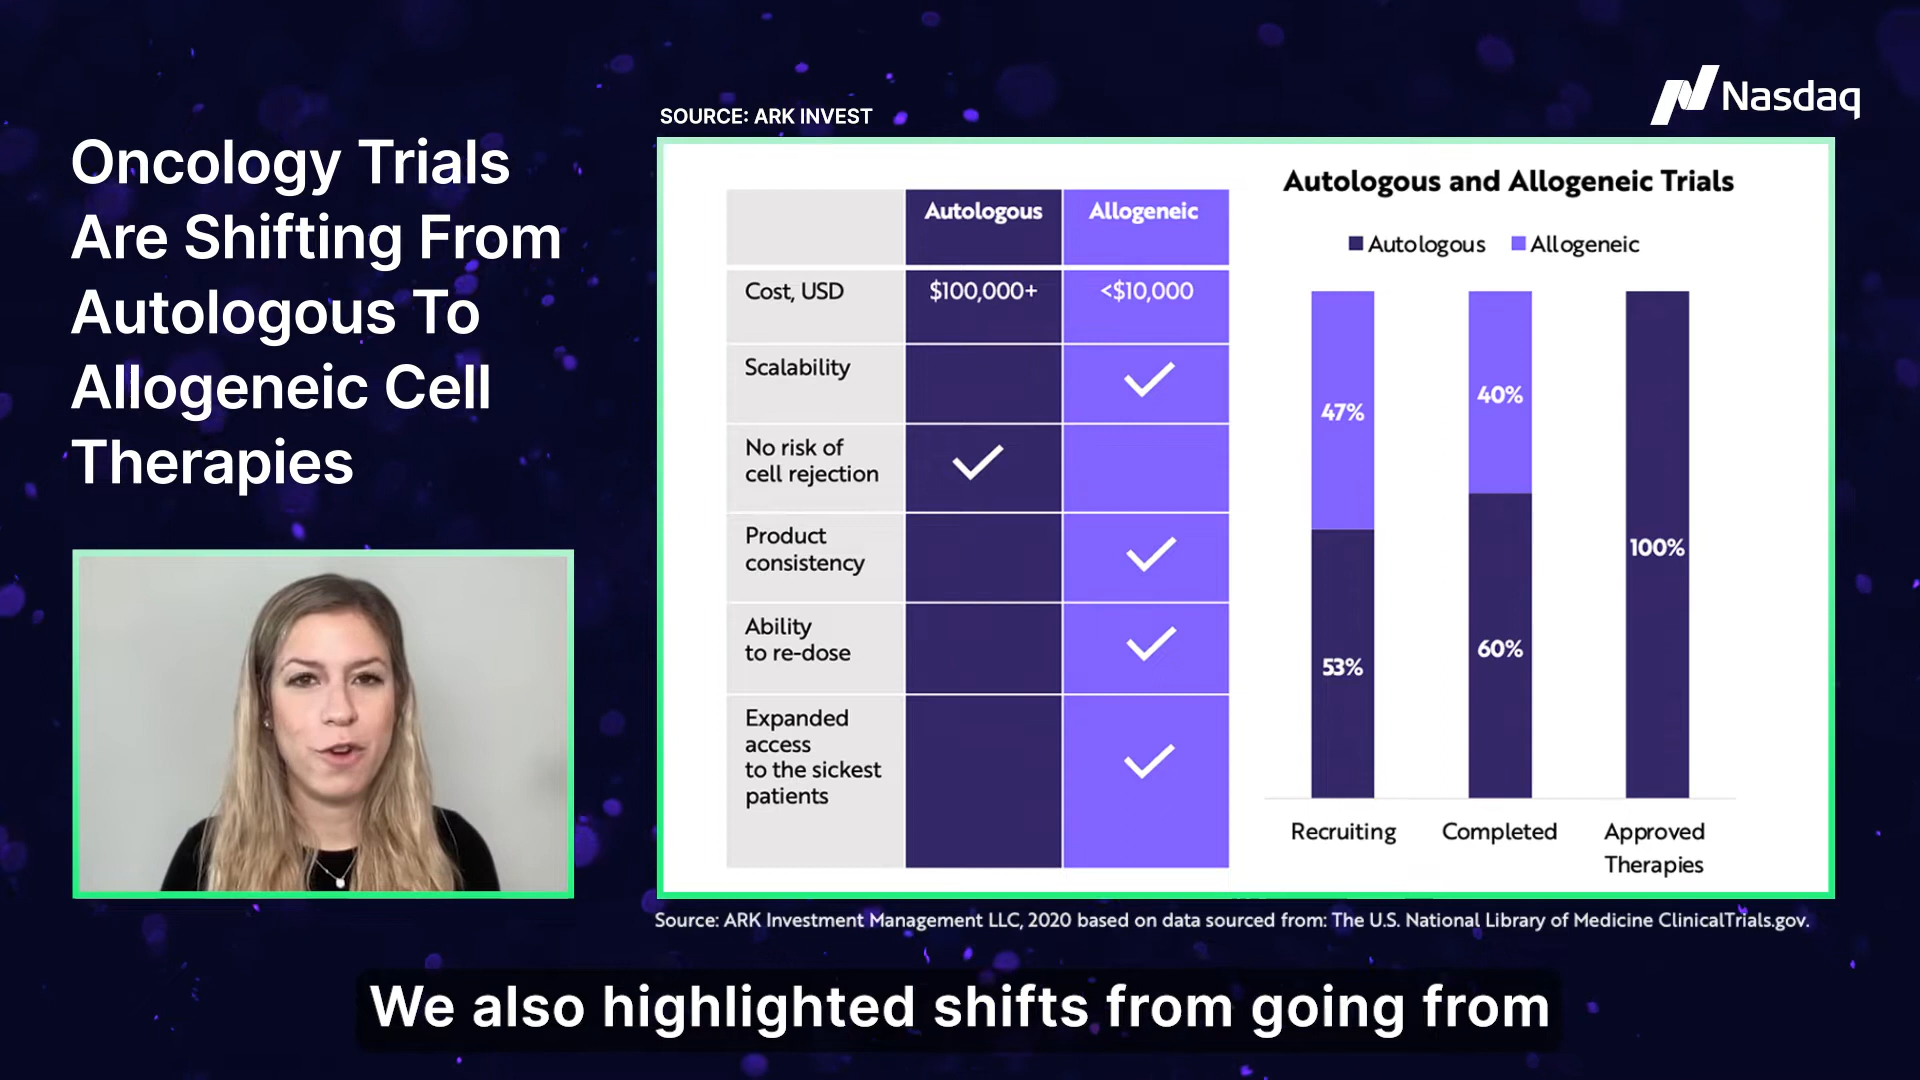 Nasdaq
SOURCE: ARK INVEST
Oncology Trials
Are Shifting From
Autologous To
Allogeneic Cell
Therapies
Autologous Allogeneic
Cost, USD $100,000+ <$10,000
Scalability
No risk of
cell rejection
Product
consistency
Ability
to re-dose
Expanded
access
to the sickest
patients
Autologous and Allogeneic Trials
Autologous Allogeneic
47% 40%
100%
53% 60%
Recruiting Completed Approved
Therapies
Source: ARK Investment Management LLC, 2020 based on data sourced from: The U.S. National Library of Medicine ClinicalTrials.gov.
We also highlighted shifts from going from